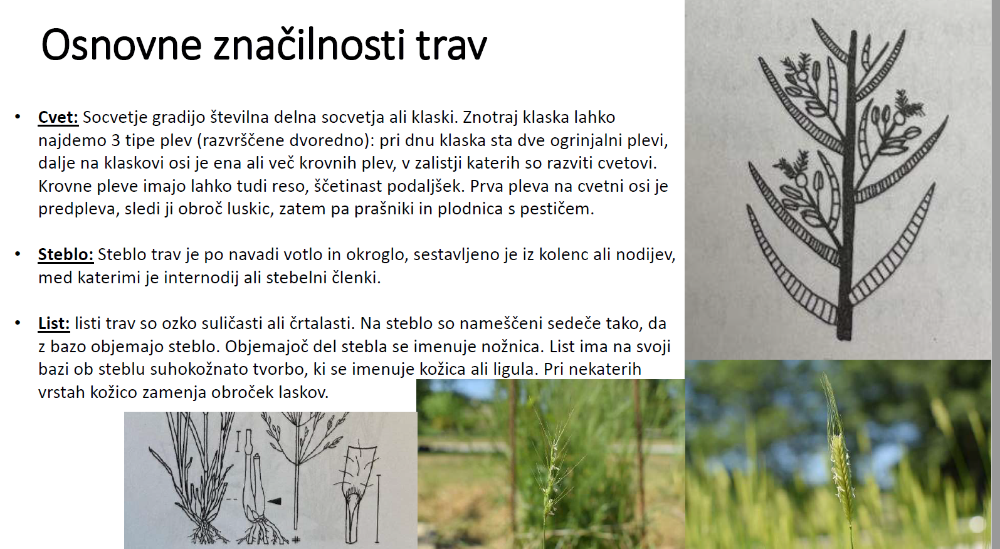 Osnovne značilnosti trav
• Cvet: Socvetje gradijo številna delna socvetja ali klaski. Znotraj klaska lahko
najdemo 3 tipe plev (razvrščene dvoredno): pri dnu klaska sta dve ogrinjalni plevi,
dalje na klaskovi osi je ena ali več krovnih plev, v zalistji katerih so razviti cvetovi.
Krovne pleve imajo lahko tudi reso, ščetinast podaljšek. Prva pleva na cvetni osi je
predpleva, sledi ji obroč luskic, zatem pa prašniki in plodnica s pestičem.
• Steblo: Steblo trav je po navadi votlo in okroglo, sestavljeno je iz kolenc ali nodijev,
med katerimi je internodij ali stebelni členki.
• List: listi trav so ozko suličasti ali črtalasti. Na steblo so nameščeni sedeče tako, da
z bazo objemajo steblo. Objemajoč del stebla se imenuje nožnica. List ima na svoji
bazi ob steblu suhokožnato tvorbo, ki se imenuje kožica ali ligula. Pri nekaterih
vrstah kožico zamenja obroček laskov.